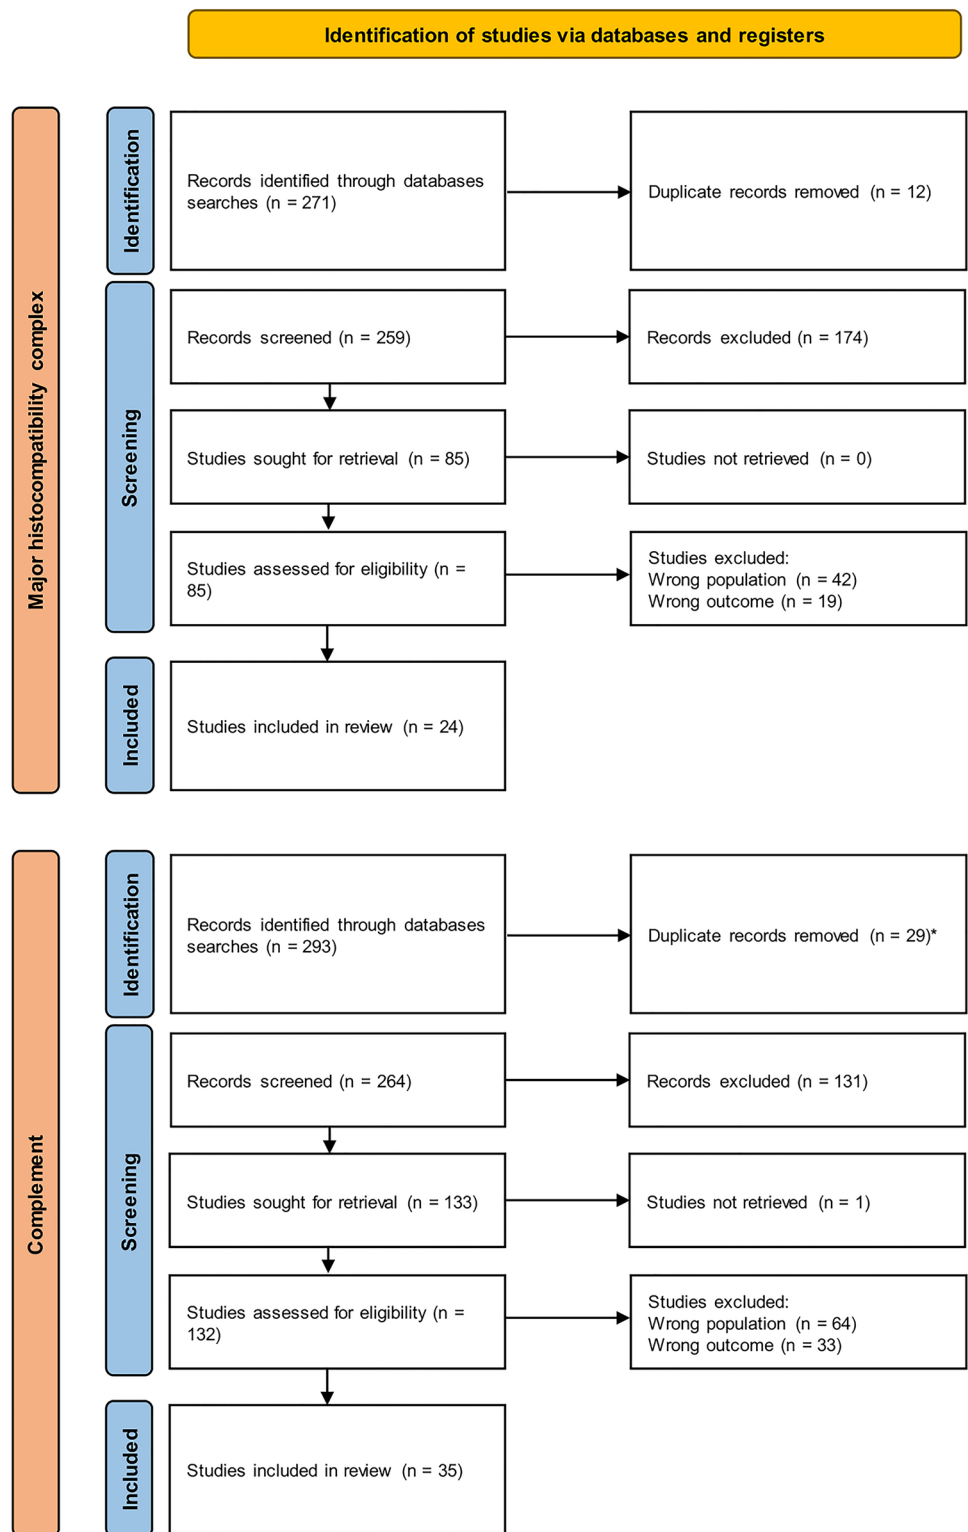 Identification of studies via databases and registers
Major histocompatibility complex
Identification
Records identified through databases
searches (n = 271)
Duplicate records removed (n = 12)
Screening
Records screened (n = 259)
Records excluded (n = 174)
Studies sought for retrieval (n = 85)
Studies not retrieved (n = 0)
Studies assessed for eligibility (n =
85)
Studies excluded:
Wrong population (n = 42)
Wrong outcome (n = 19)
Included
Studies included in review (n = 24)
Complement
Identification
Records identified through databases
searches (n = 293)
Duplicate records removed (n = 29)*
Screening
Records screened (n = 264)
Records excluded (n = 131)
Studies sought for retrieval (n = 133)
Studies not retrieved (n = 1)
Studies assessed for eligibility (n =
132)
Studies excluded:
Wrong population (n = 64)
Wrong outcome (n = 33)
Included
Studies included in review (n = 35)